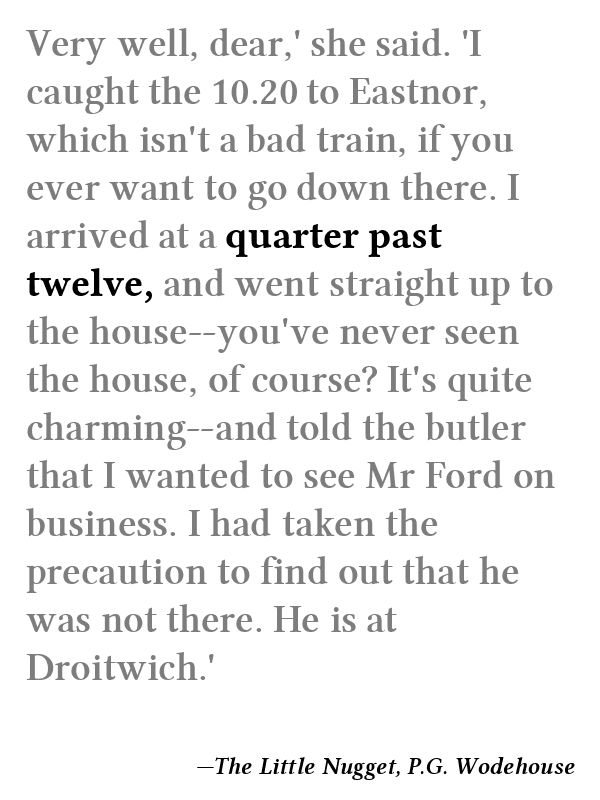 Very well, dear,' she said. 'I
caught the 10.20 to Eastnor,
which isn't a bad train, if you
ever want to go down there. I
arrived at a quarter past
twelve, and went straight up to
the house--you've never seen
the house, of course? It's quite
charming--and told the butler
that I wanted to see Mr Ford on
business. I had taken the
precaution to find out that he
was not there. He is at
Droitwich.'
—The Little Nugget, P.G. Wodehouse